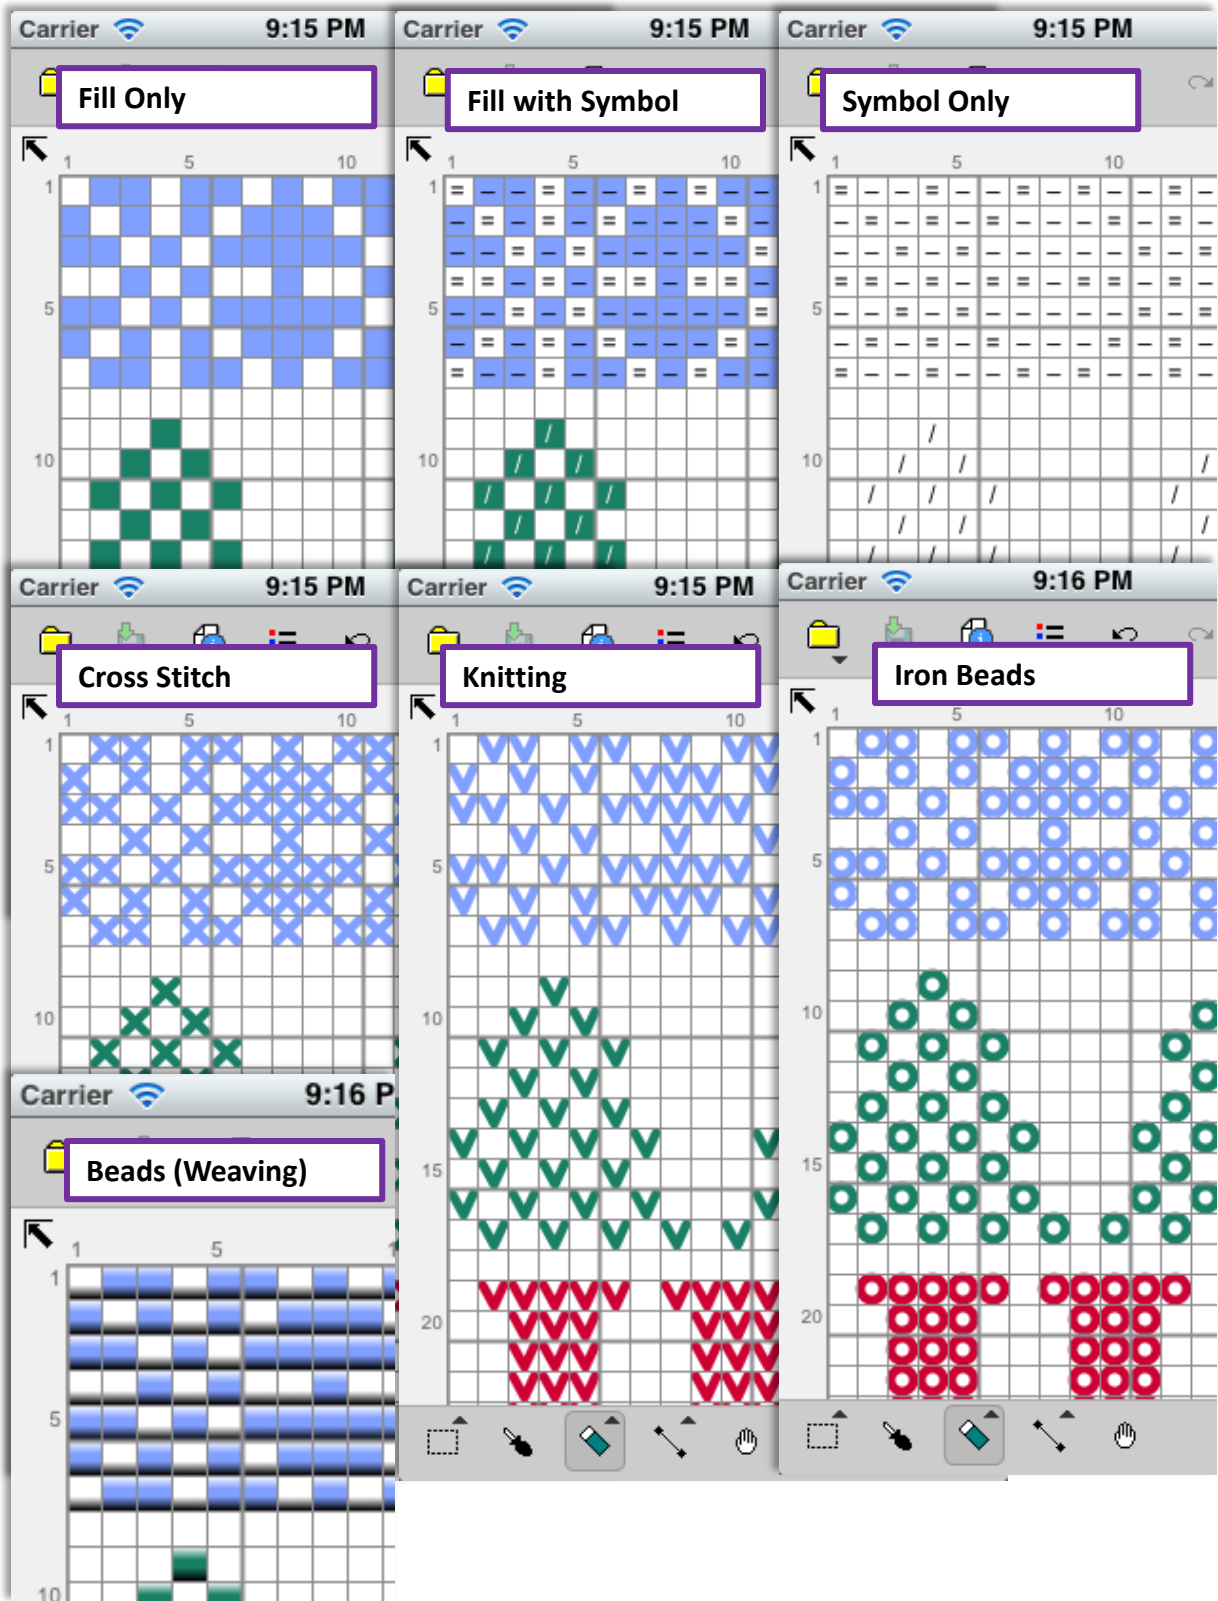 Carrier 9:15 PM
Fill Only
1 5 10
1
5
10
Carrier 9:15 PM
Fill with Symbol
1 5 10
1 = – – = – – = – = – –
– = – = – = – – – = –
– – = – = – – – – – =
= = – = – = = – = = –
5 – – = – = – – – – – =
– = – = – = – – – = –
= – – = – – = – = – –
/
10 / /
/ / /
/ /
/ / /
Carrier 9:15 PM
Symbol Only
1 5 10
1 = – – = – – = – = – – =
– = – = – = – – – = – =
– – = – = – – – – – = –
= = – = – = = – = = – =
5 – – = – = – – – – – = – =
– = – = – = – – – = – =
= – – = – – = – = – – =
/
10 / / /
/ / / /
/ / /
/ / / /
Carrier 9:15 PM
Cross Stitch
1 5 10
1
5
10
Carrier 9:15 PM
Knitting
1 5 10
1
5
10
15
20
Carrier 9:16 PM
Iron Beads
1 5 10
1
5
10
15
20
Carrier 9:16 P
Beads (Weaving)
1 5 1
1
5
10